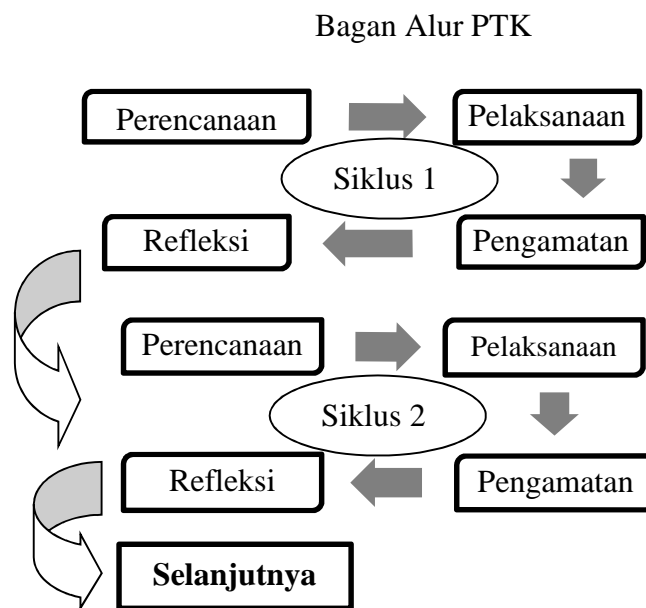 Bagan Alur PTK
Perencanaan
Pelaksanaan
Siklus 1
Refleksi
Pengamatan
Perencanaan
Pelaksanaan
Siklus 2
Refleksi
Pengamatan
Selanjutnya